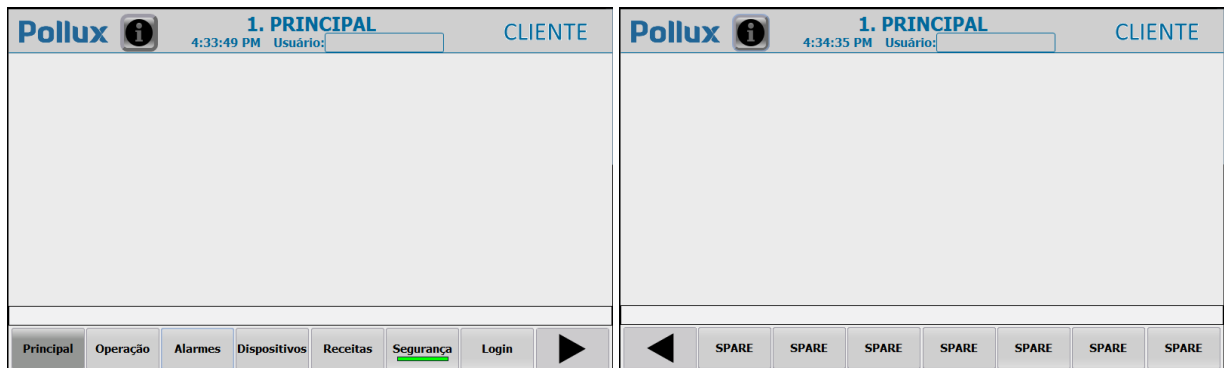 Pollux i 1. PRINCIPAL CLIENTE
4:33:49 PM Usuário:
Principal Operação Alarmes Dispositivos Receitas Segurança Login
Pollux i 1. PRINCIPAL CLIENTE
4:34:35 PM Usuário:
SPARE SPARE SPARE SPARE SPARE SPARE SPARE